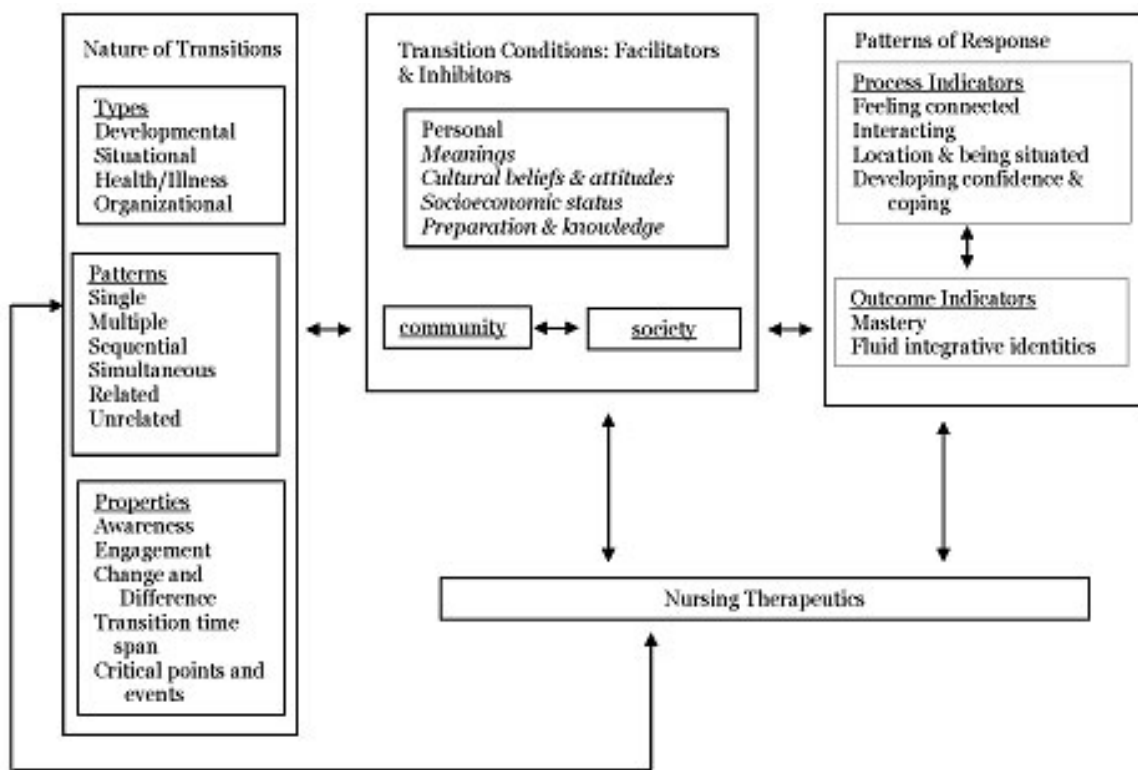 Nature of Transitions
Types
Developmental
Situational
Health/Illness
Organizational
Patterns
Single
Multiple
Sequential
Simultaneous
Related
Unrelated
Properties
Awareness
Engagement
Change and
Difference
Transition time
span
Critical points and
events
Transition Conditions: Facilitators
& Inhibitors
Personal
Meanings
Cultural beliefs & attitudes
Socioeconomic status
Preparation & knowledge
community
society
Patterns of Response
Process Indicators
Feeling connected
Interacting
Location & being situated
Developing confidence &
coping
Outcome Indicators
Mastery
Fluid integrative identities
Nursing Therapeutics